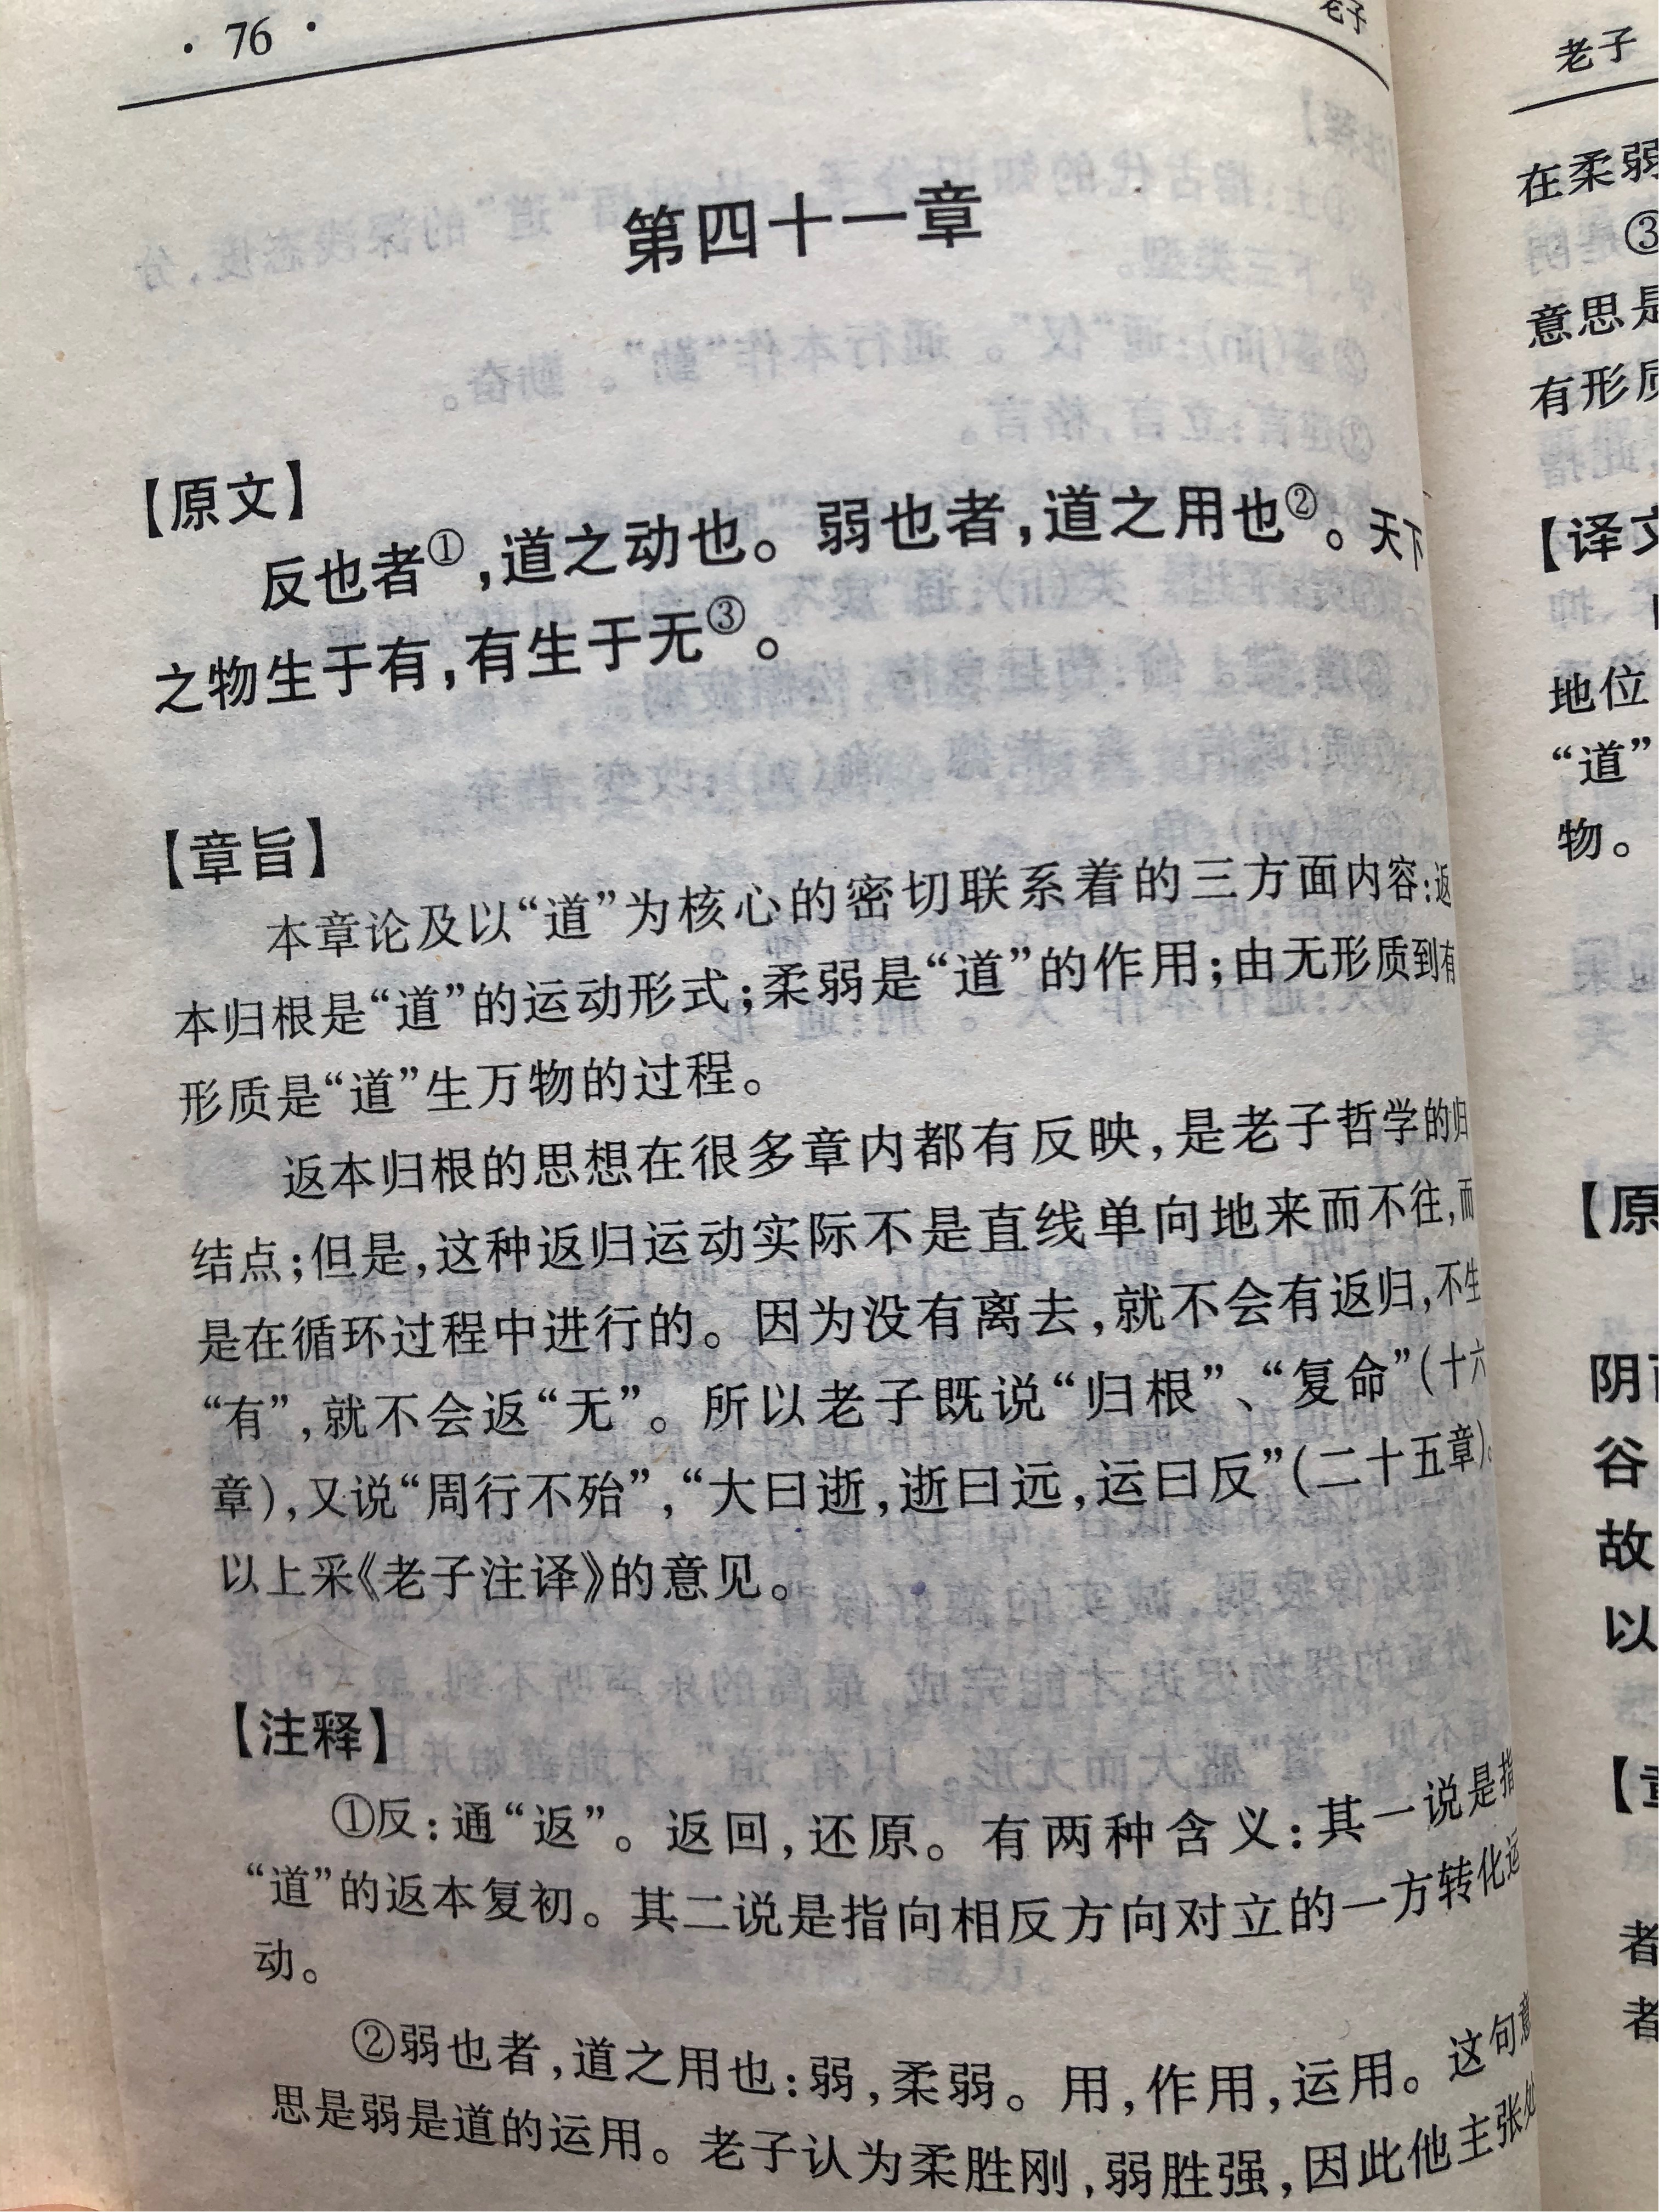 · 76 ·
老子
第四十一章
【原文】
反也者①,道之动也。弱也者,道之用也②。天下
之物生于有,有生于无③。
【章旨】
本章论及以“道”为核心的密切联系着的三方面内容:返
本归根是“道”的运动形式;柔弱是“道”的作用;由无形质到有
形质是“道”生万物的过程。
返本归根的思想在很多章内都有反映,是老子哲学的归
结点;但是,这种返归运动实际不是直线单向地来而不往,而
是在循环过程中进行的。因为没有离去,就不会有返归,不生
“有”,就不会返“无”。所以老子既说“归根”、“复命”(十六
章),又说“周行不殆”,“大曰逝,逝曰远,运曰反”(二十五章)。
以上采《老子注译》的意见。
【注释】
①反:通“返”。返回,还原。有两种含义:其一说是指
“道”的返本复初。其二说是指向相反方向对立的一方转化运
动。
②弱也者,道之用也:弱,柔弱。用,作用,运用。这句意
思是弱是道的运用。老子认为柔胜刚,弱胜强,因此他主张处
老子
在柔弱
③
意思是
有形质
【译文
地位
“道”
物。
【原
阴
谷
故
以
【章
者
者